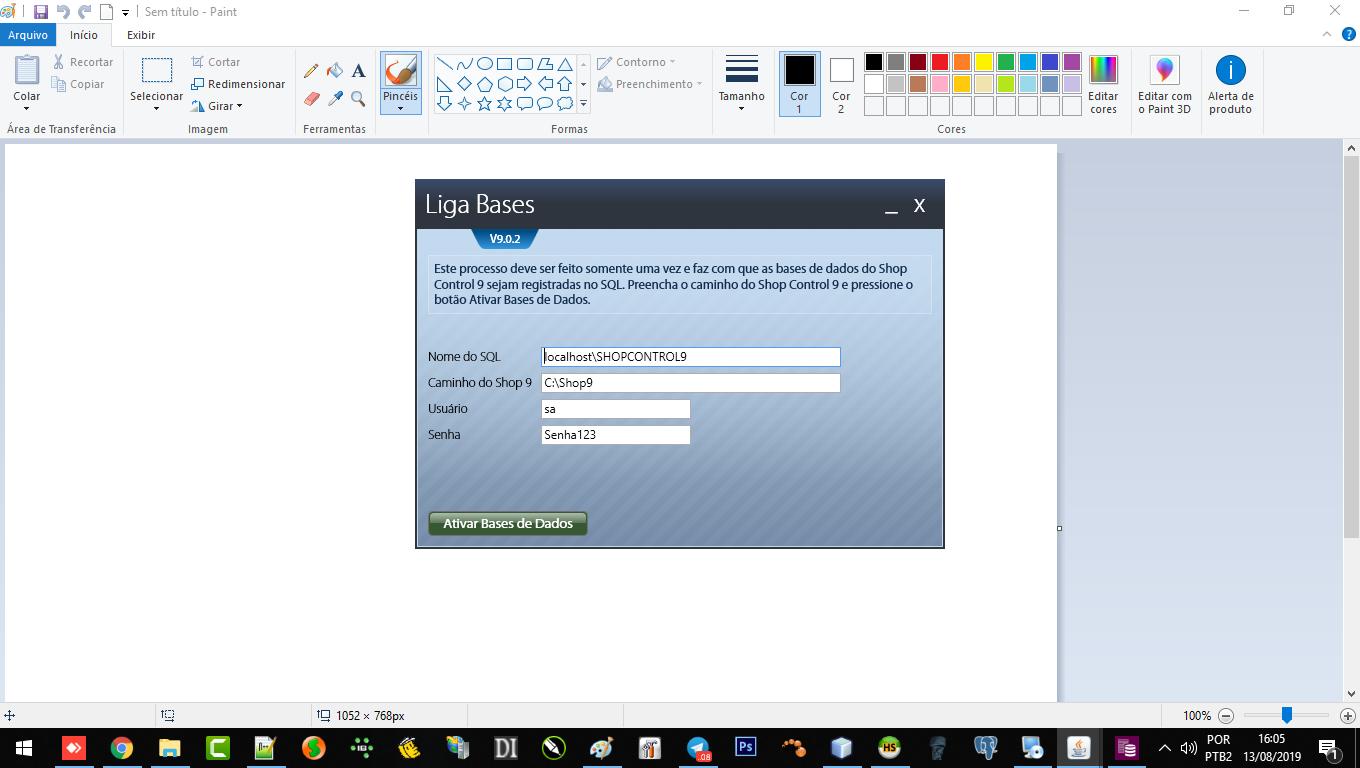 Sem título - Paint
Arquivo
Início
Exibir
Colar
Recortar
Copiar
Área de Transferência
Selecionar
Cortar
Redimensionar
Girar
Imagem
A
Ferramentas
Pincéis
Contorno
Preenchimento
Formas
Tamanho
Cor
1
Cor
2
Editar
cores
Cores
Editar com
o Paint 3D
Alerta de
produto
Liga Bases
_ X
V9.0.2
Este processo deve ser feito somente uma vez e faz com que as bases de dados do Shop
Control 9 sejam registradas no SQL. Preencha o caminho do Shop Control 9 e pressione o
botão Ativar Bases de Dados.
Nome do SQL localhost\SHOPCONTROL9
Caminho do Shop 9 C:\Shop9
Usuário sa
Senha Senha123
Ativar Bases de Dados
1052 × 768px
100%
DI
Ps
HS
POR
PTB2
16:05
13/08/2019
1